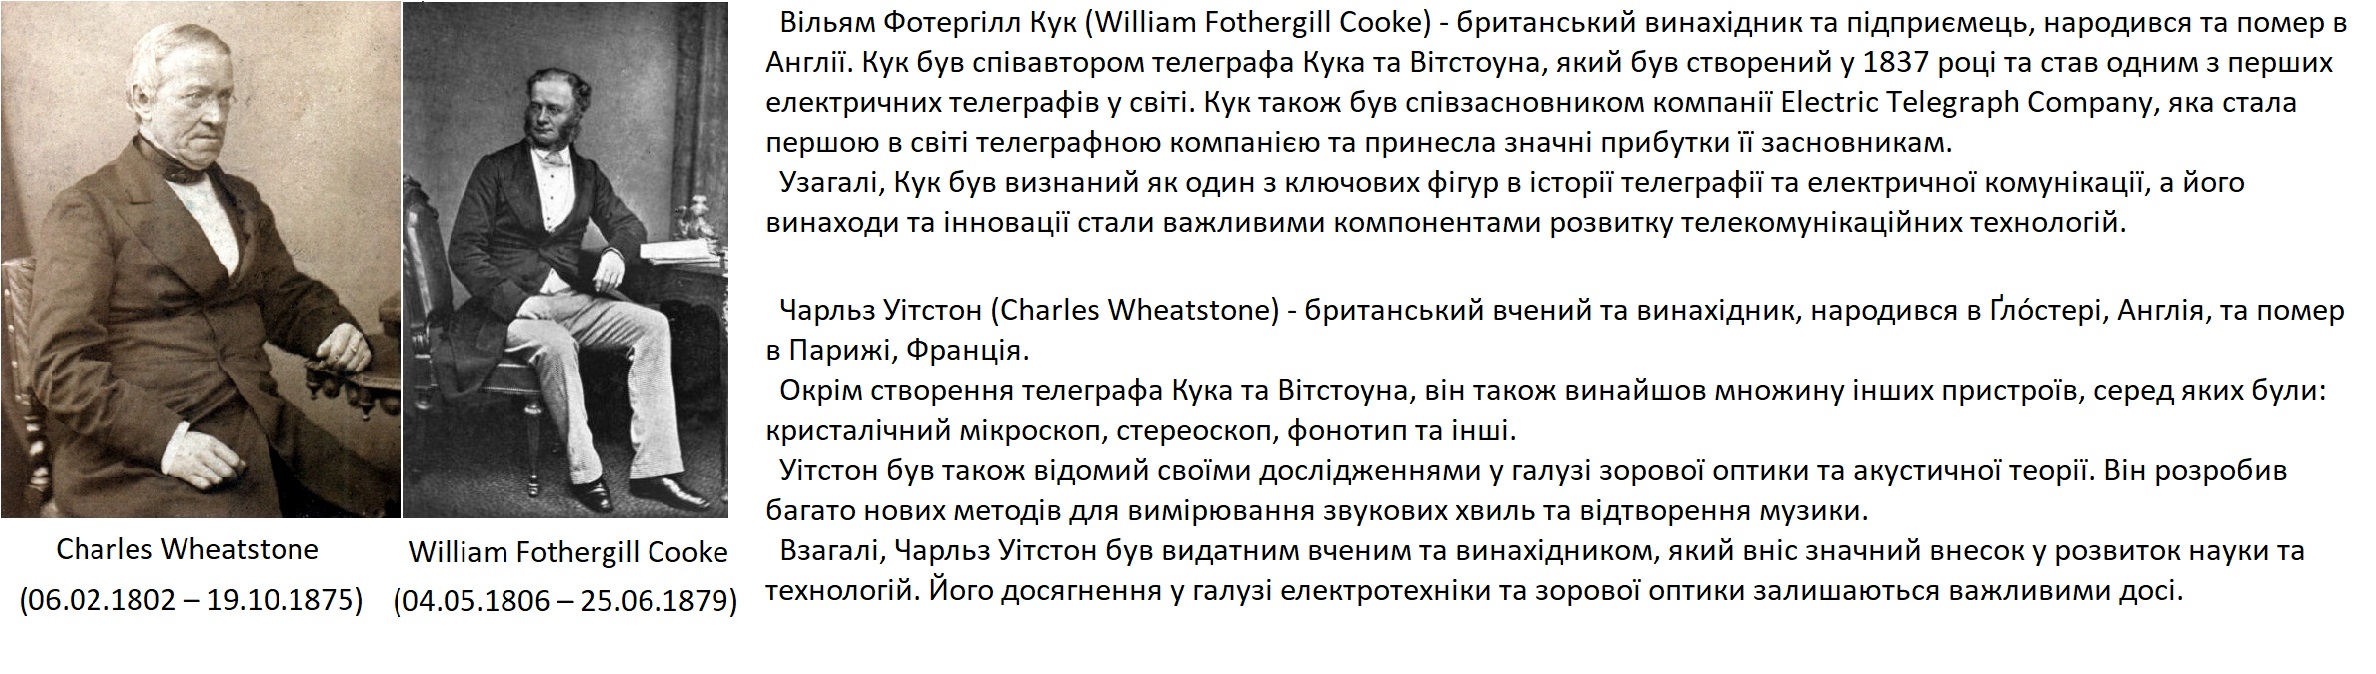 Charles Wheatstone
(06.02.1802 – 19.10.1875)
William Fothergill Cooke
(04.05.1806 – 25.06.1879)
Вільям Фотергілл Кук (William Fothergill Cooke) - британський винахідник та підприємець, народився та помер в
Англії. Кук був співавтором телеграфа Кука та Вітстоуна, який був створений у 1837 році та став одним з перших
електричних телеграфів у світі. Кук також був співзасновником компанії Electric Telegraph Company, яка стала
першою в світі телеграфною компанією та принесла значні прибутки її засновникам.
Узагалі, Кук був визнаний як один з ключових фігур в історії телеграфії та електричної комунікації, а його
винаходи та інновації стали важливими компонентами розвитку телекомунікаційних технологій.
Чарльз Уітстон (Charles Wheatstone) - британський вчений та винахідник, народився в Ґло́стері, Англія, та помер
в Парижі, Франція.
Окрім створення телеграфа Кука та Вітстоуна, він також винайшов множину інших пристроїв, серед яких були:
кристалічний мікроскоп, стереоскоп, фонотип та інші.
Уітстон був також відомий своїми дослідженнями у галузі зорової оптики та акустичної теорії. Він розробив
багато нових методів для вимірювання звукових хвиль та відтворення музики.
Взагалі, Чарльз Уітстон був видатним вченим та винахідником, який вніс значний внесок у розвиток науки та
технологій. Його досягнення у галузі електротехніки та зорової оптики залишаються важливими досі.